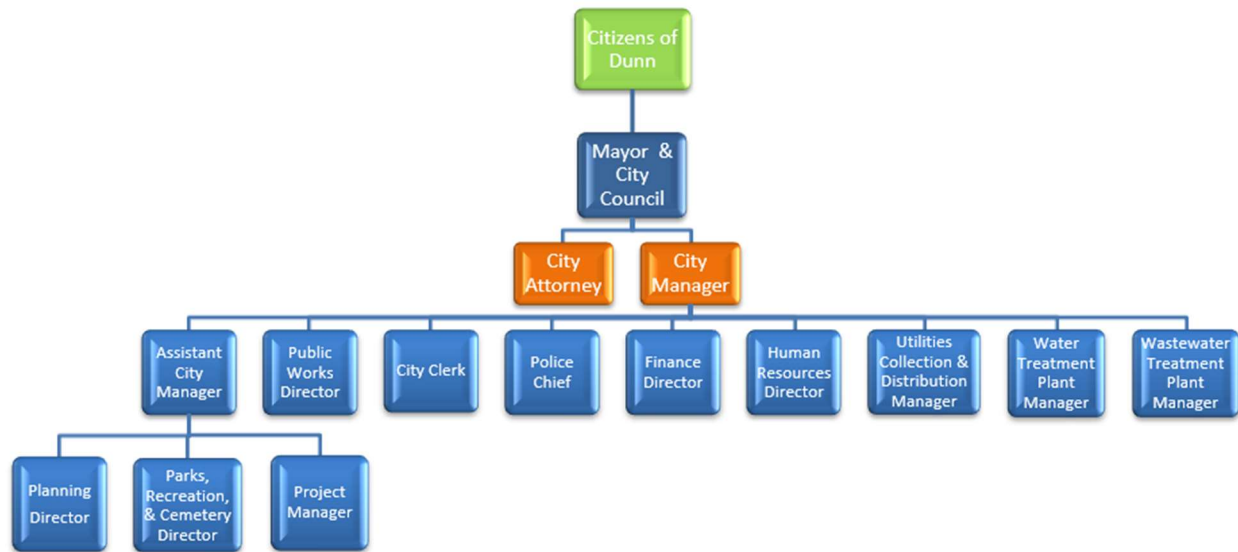 Citizens of
Dunn
Mayor & 
City
Council
City
Attorney
City
Manager
Assistant
City
Manager
Public
Works
Director
City Clerk
Police
Chief
Finance
Director
Human
Resources
Director
Utilities
Collection &
Distribution
Manager
Water
Treatment
Plant
Manager
Wastewater
Treatment
Plant
Manager
Planning
Director
Parks,
Recreation,
& Cemetery
Director
Project
Manager